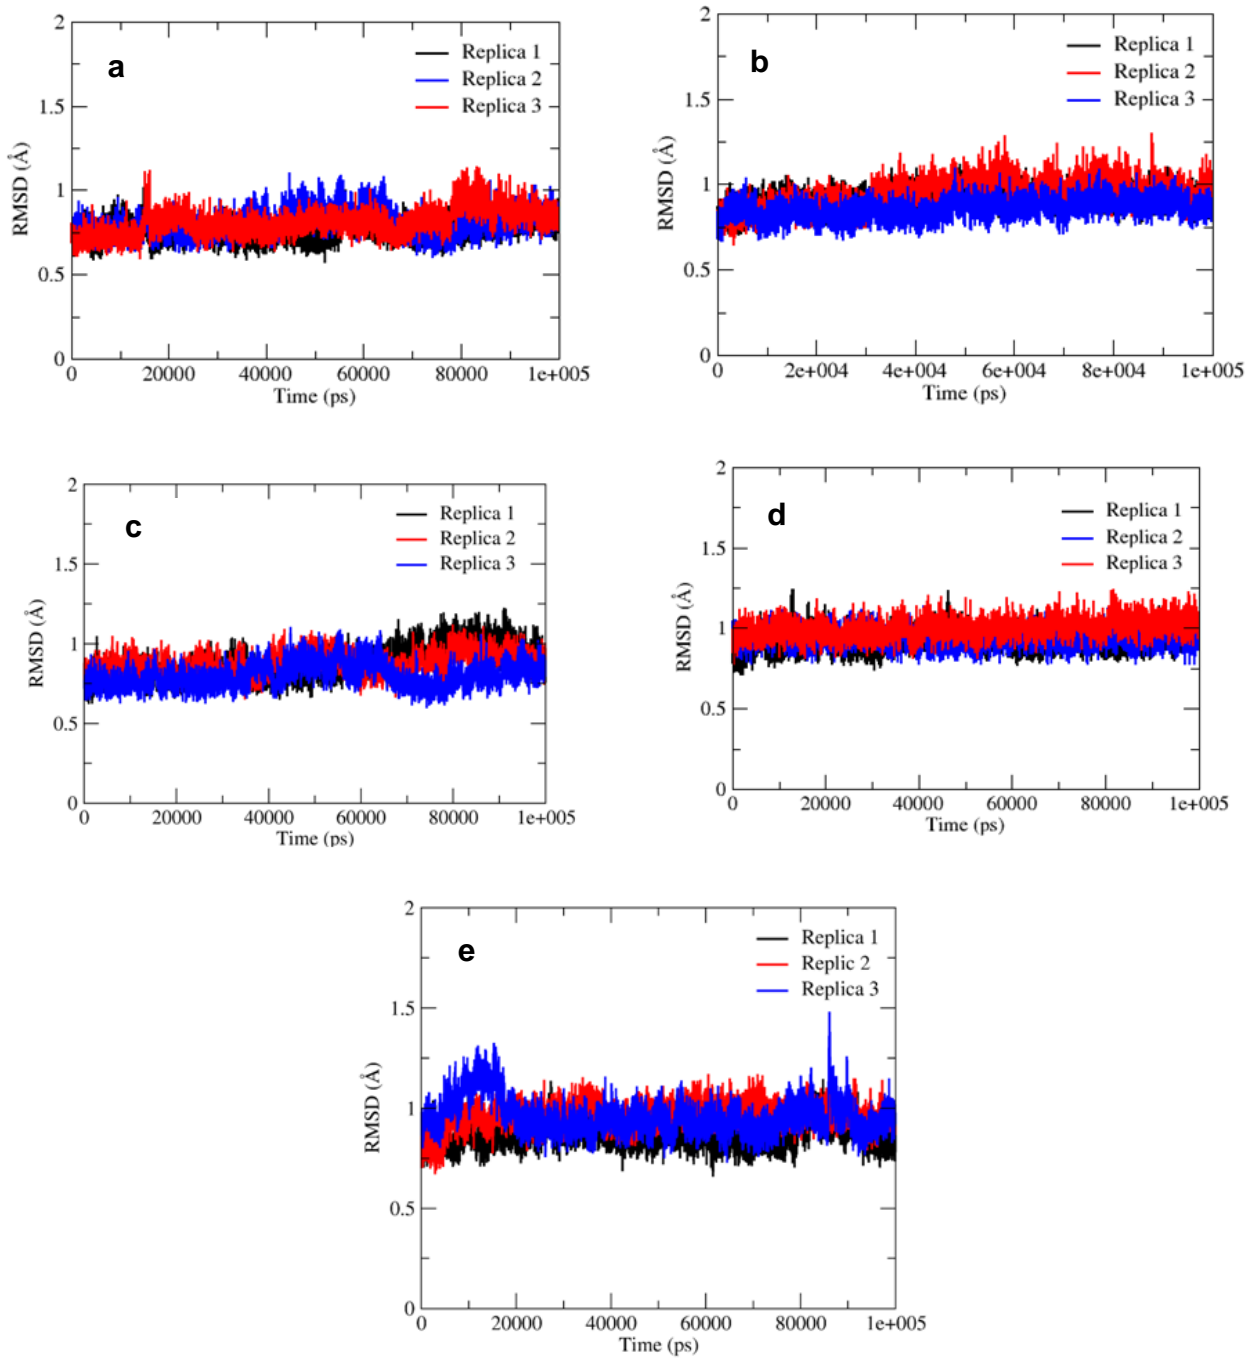 a
2
1.5
1
0.5
0
RMSD (Å)
Replica 1
Replica 2
Replica 3
0 20000 40000 60000 80000 1e+005
Time (ps)
b
2
1.5
1
0.5
0
RMSD (Å)
Replica 1
Replica 2
Replica 3
0 2e+004 4e+004 6e+004 8e+004 1e+005
Time (ps)
c
2
1.5
1
0.5
0
RMSD (Å)
Replica 1
Replica 2
Replica 3
0 20000 40000 60000 80000 1e+005
Time (ps)
d
2
1.5
1
0.5
0
RMSD (Å)
Replica 1
Replica 2
Replica 3
0 20000 40000 60000 80000 1e+005
Time (ps)
e
2
1.5
1
0.5
0
RMSD (Å)
Replica 1
Replic 2
Replica 3
0 20000 40000 60000 80000 1e+005
Time (ps)